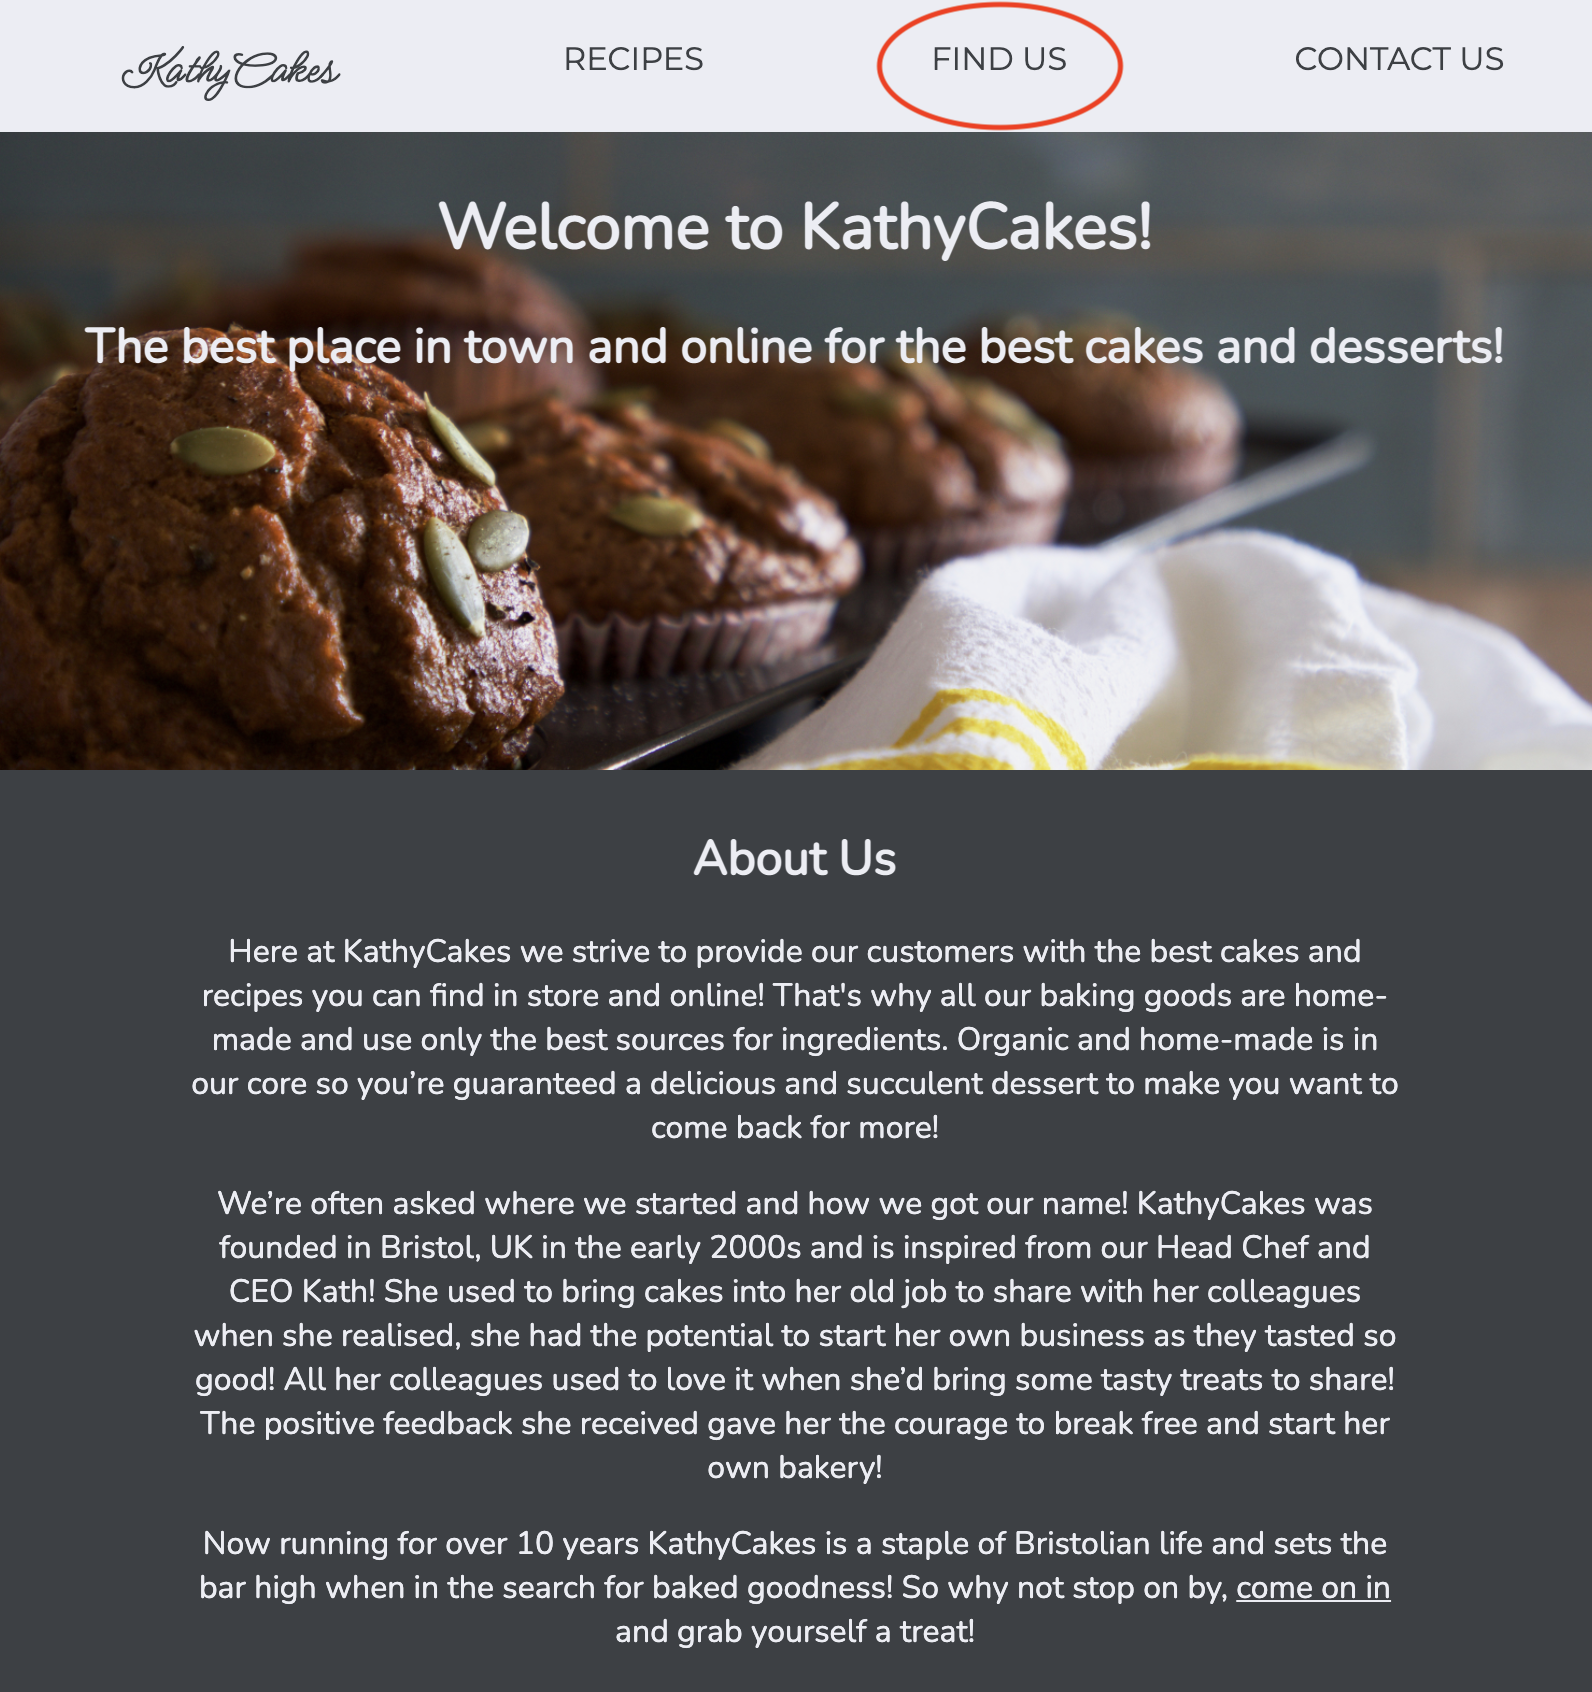 KathyCakes
RECIPES
FIND US
CONTACT US
Welcome to KathyCakes!
The best place in town and online for the best cakes and desserts!
About Us
Here at KathyCakes we strive to provide our customers with the best cakes and
recipes you can find in store and online! That's why all our baking goods are home-
made and use only the best sources for ingredients. Organic and home-made is in
our core so you’re guaranteed a delicious and succulent dessert to make you want to
come back for more!
We’re often asked where we started and how we got our name! KathyCakes was
founded in Bristol, UK in the early 2000s and is inspired from our Head Chef and
CEO Kath! She used to bring cakes into her old job to share with her colleagues
when she realised, she had the potential to start her own business as they tasted so
good! All her colleagues used to love it when she’d bring some tasty treats to share!
The positive feedback she received gave her the courage to break free and start her
own bakery!
Now running for over 10 years KathyCakes is a staple of Bristolian life and sets the
bar high when in the search for baked goodness! So why not stop on by, come on in
and grab yourself a treat!